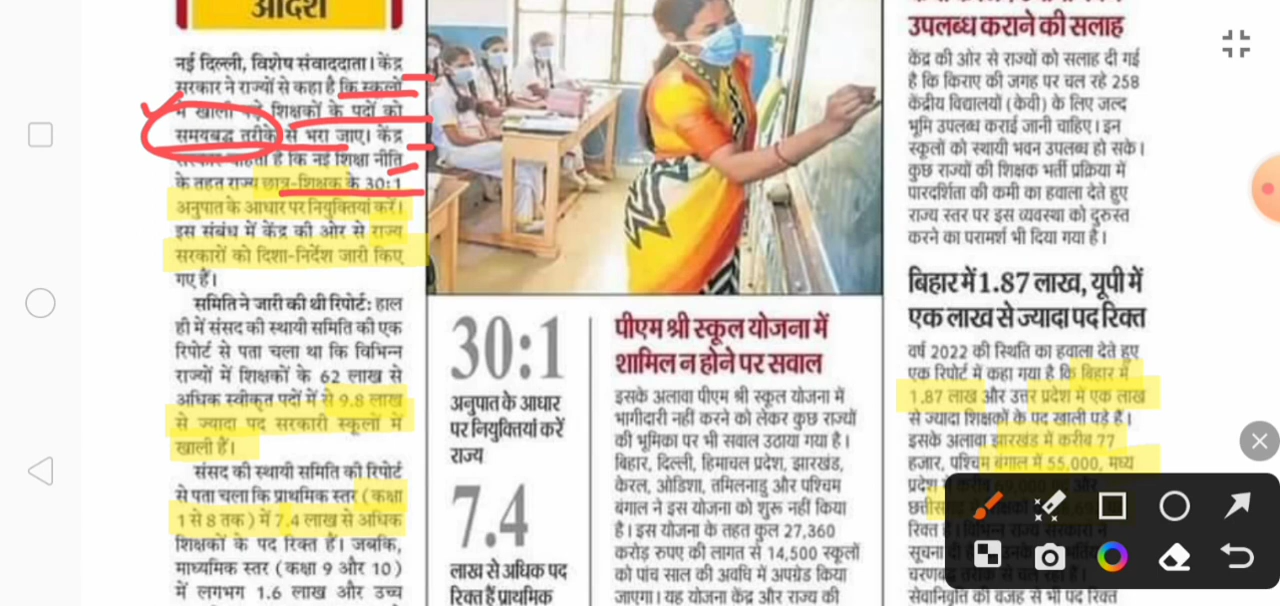 आदेश
नई दिल्ली, विशेष संवाददाता। केंद्र
सरकार ने राज्यों से कहा है कि स्कूलों
में खाली पड़े शिक्षकों के पदों को
समयबद्ध तरीके से भरा जाए। केंद्र
सरकार चाहती है कि नई शिक्षा नीति
के तहत राज्य छात्र-शिक्षक के 30:1
अनुपात के आधार पर नियुक्तियां करें।
इस संबंध में केंद्र की ओर से राज्य
सरकारों को दिशा-निर्देश जारी किए
गए हैं।
समिति ने जारी की थी रिपोर्ट: हाल
ही में संसद की स्थायी समिति की एक
रिपोर्ट से पता चला था कि विभिन्न
राज्यों में शिक्षकों के 62 लाख से
अधिक स्वीकृत पदों में से 9.8 लाख
से ज्यादा पद सरकारी स्कूलों में
खाली हैं।
संसद की स्थायी समिति की रिपोर्ट
से पता चला कि प्राथमिक स्तर (कक्षा
1 से 8 तक) में 7.4 लाख से अधिक
शिक्षकों के पद रिक्त हैं। जबकि,
माध्यमिक स्तर (कक्षा 9 और 10)
में लगभग 1.6 लाख और उच्च
30:1
अनुपात के आधार
पर नियुक्तियां करें
राज्य
7.4
लाख से अधिक पद
रिक्त हैं प्राथमिक
पीएम श्री स्कूल योजना में
शामिल न होने पर सवाल
इसके अलावा पीएम श्री स्कूल योजना में
भागीदारी नहीं करने को लेकर कुछ राज्यों
की भूमिका पर भी सवाल उठाया गया है।
बिहार, दिल्ली, हिमाचल प्रदेश, झारखंड,
केरल, ओडिशा, तमिलनाडु और पश्चिम
बंगाल ने इस योजना को शुरू नहीं किया
है। इस योजना के तहत कुल 27,360
करोड़ रुपए की लागत से 14,500 स्कूलों
को पांच साल की अवधि में अपग्रेड किया
जाएगा। यह योजना केंद्र और राज्य की
उपलब्ध कराने की सलाह
केंद्र की ओर से राज्यों को सलाह दी गई
है कि किराए की जगह पर चल रहे 258
केंद्रीय विद्यालयों (केवी) के लिए जल्द
भूमि उपलब्ध कराई जानी चाहिए। इन
स्कूलों को स्थायी भवन उपलब्ध हो सके।
कुछ राज्यों की शिक्षक भर्ती प्रक्रिया में
पारदर्शिता की कमी का हवाला देते हुए
राज्य स्तर पर इस व्यवस्था को दुरुस्त
करने का परामर्श भी दिया गया है।
बिहार में 1.87 लाख, यूपी में
एक लाख से ज्यादा पद रिक्त
वर्ष 2022 की स्थिति का हवाला देते हुए
एक रिपोर्ट में कहा गया है कि बिहार में
1.87 लाख और उत्तर प्रदेश में एक लाख
से ज्यादा शिक्षकों के पद खाली पड़े हैं।
इसके अलावा झारखंड में करीब 77
हजार, पश्चिम बंगाल में 55,000, मध्य
प्रदेश
रिक्त
सूचना
सेवानिवृत्ति की वजह से भी पद रिक्त